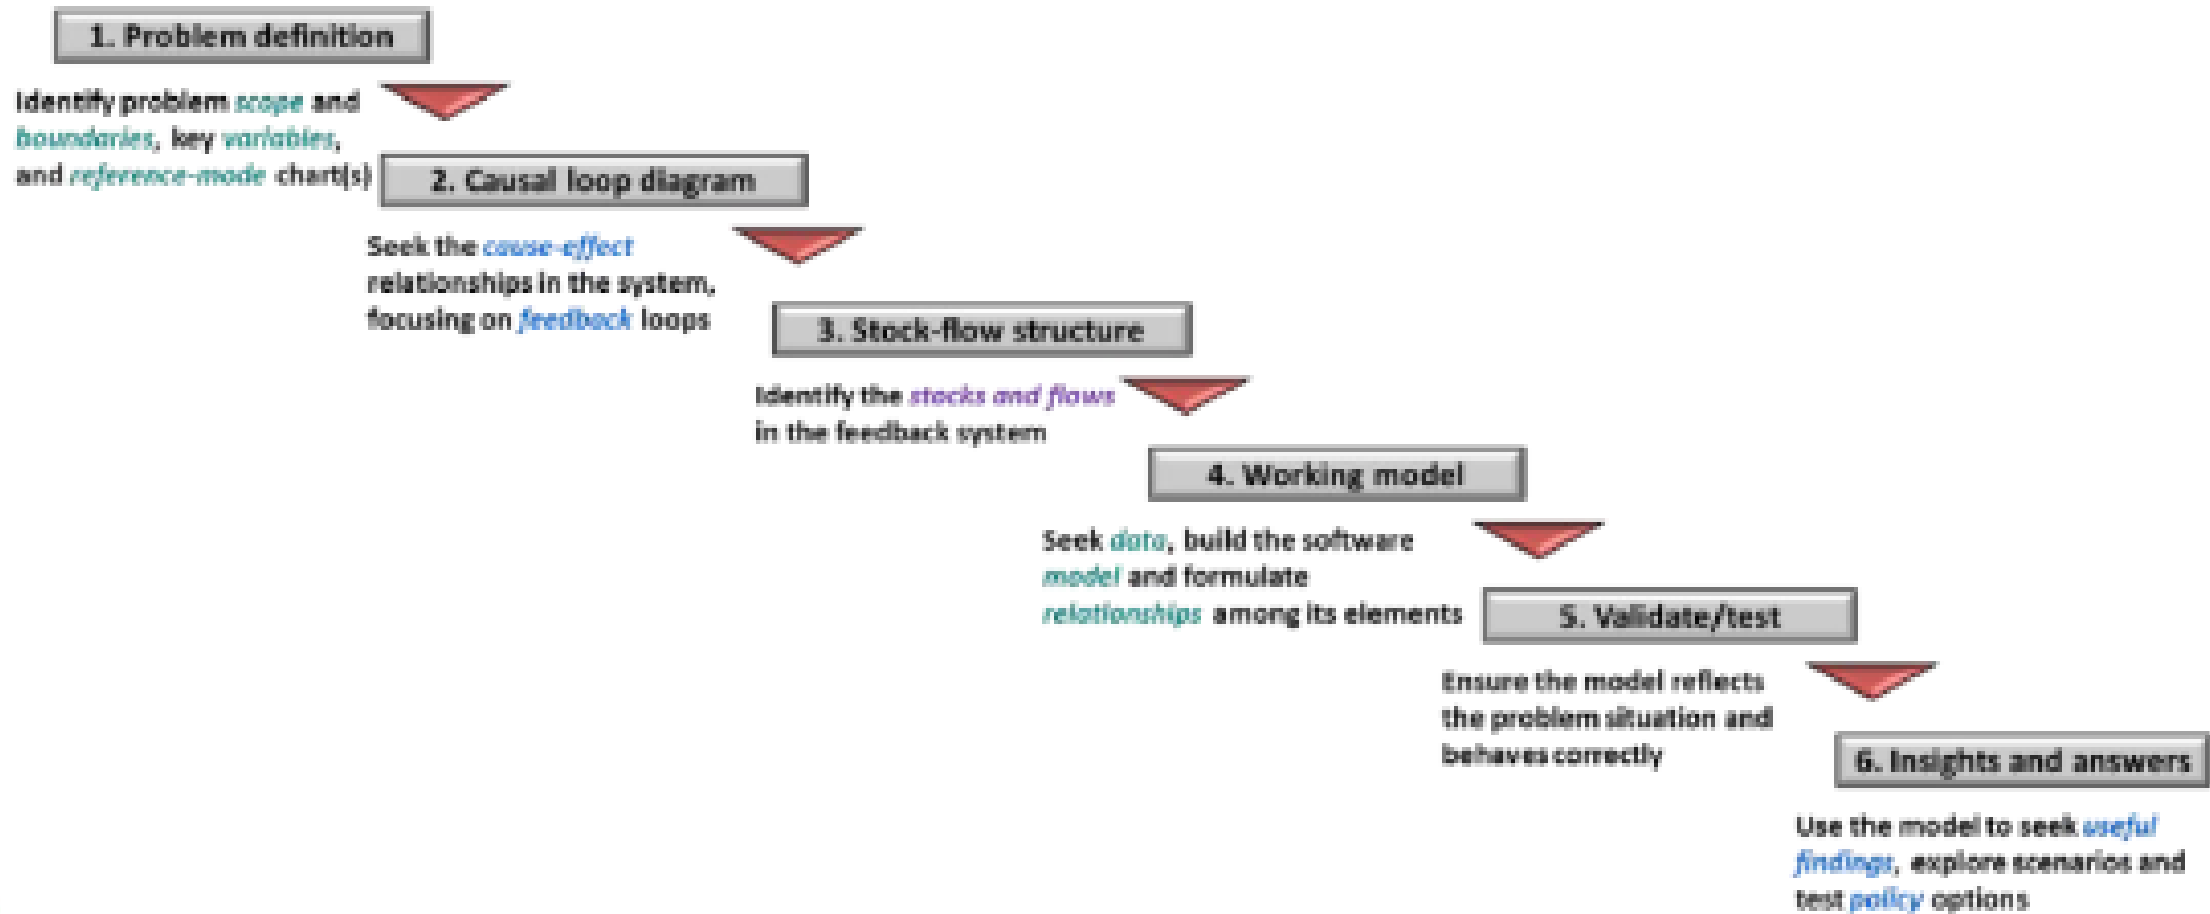 1. Problem definition
Identify problem scope and
boundaries, key variables,
and reference-mode chart(s)
2. Causal loop diagram
Seek the cause-effect
relationships in the system,
focusing on feedback loops
3. Stock-flow structure
Identify the stocks and flows
in the feedback system
4. Working model
Seek data, build the software
model and formulate
relationships among its elements
5. Validate/test
Ensure the model reflects
the problem situation and
behaves correctly
6. Insights and answers
Use the model to seek useful
findings, explore scenarios and
test policy options